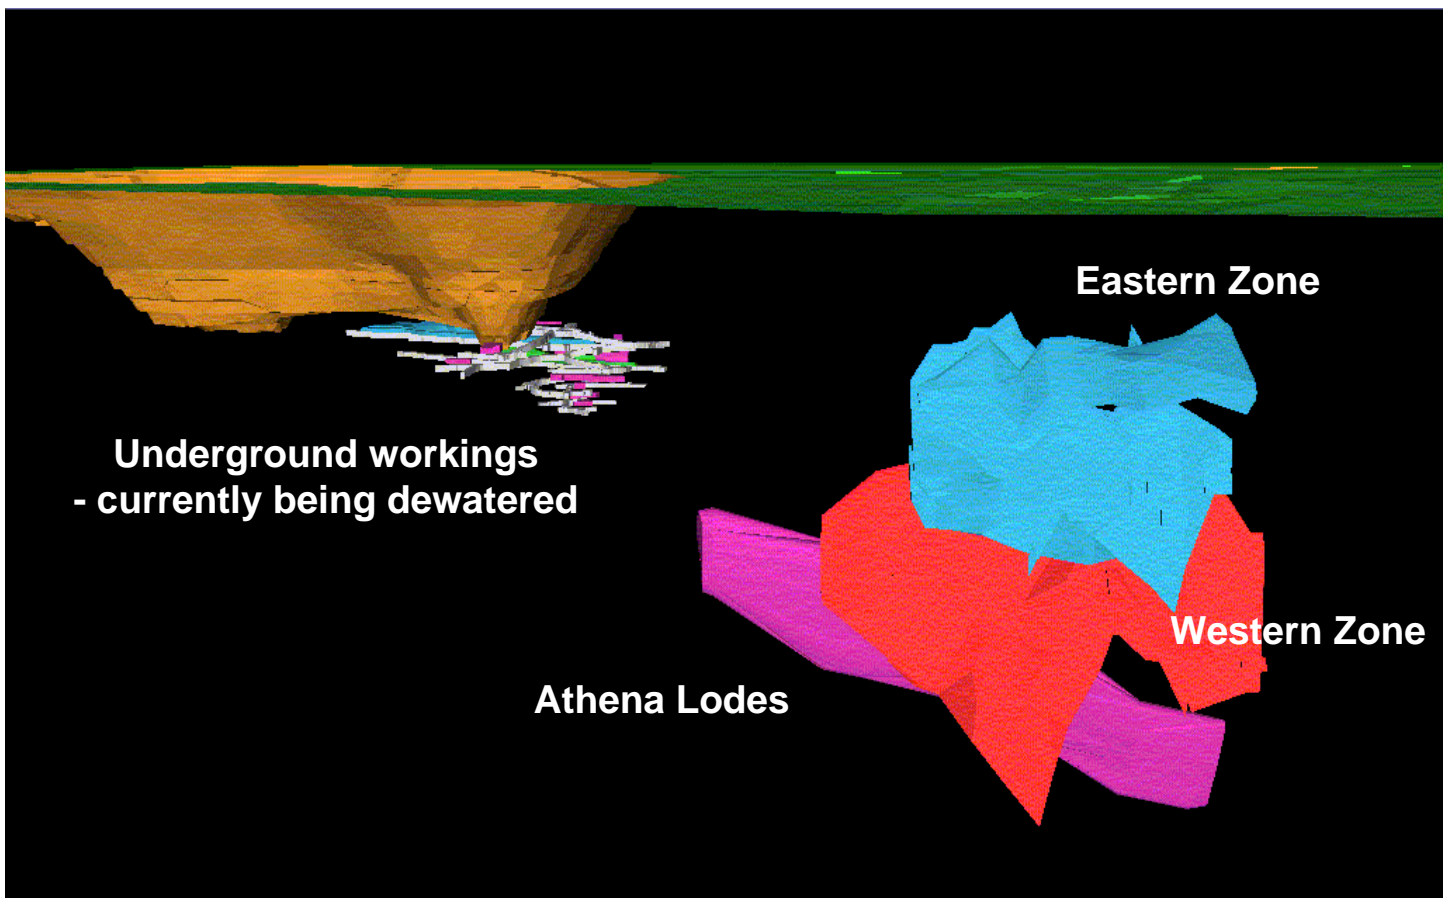 Eastern Zone
Underground workings
- currently being dewatered
Western Zone
Athena Lodes